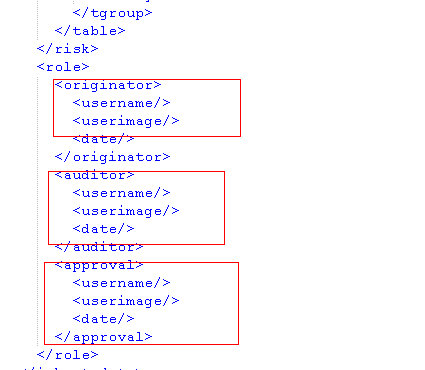 </tgroup>
</table>
</risk>
<role>
<originator>
<username/>
<userimage/>
<date/>
</originator>
<auditor>
<username/>
<userimage/>
<date/>
</auditor>
<approval>
<username/>
<userimage/>
<date/>
</approval>
</role>